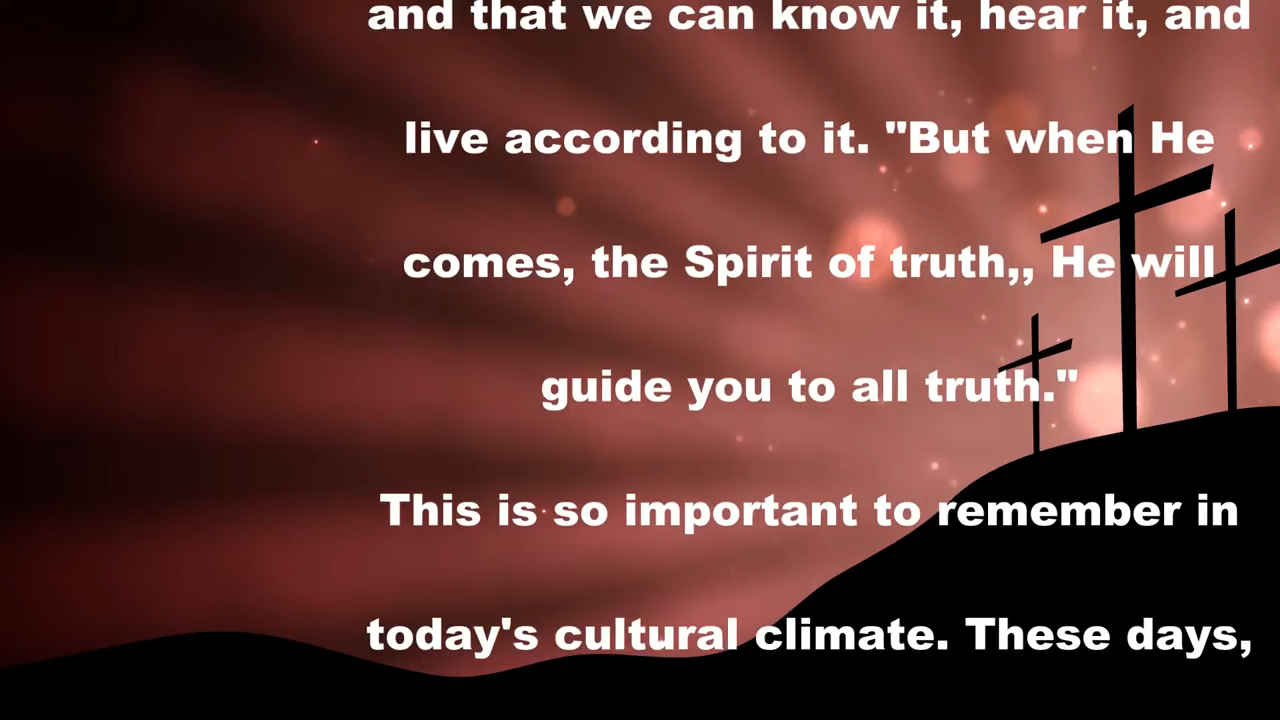 and that we can know it, hear it, and
live according to it. "But when He
comes, the Spirit of truth,, He will
guide you to all truth."
This is so important to remember in
today's cultural climate. These days,